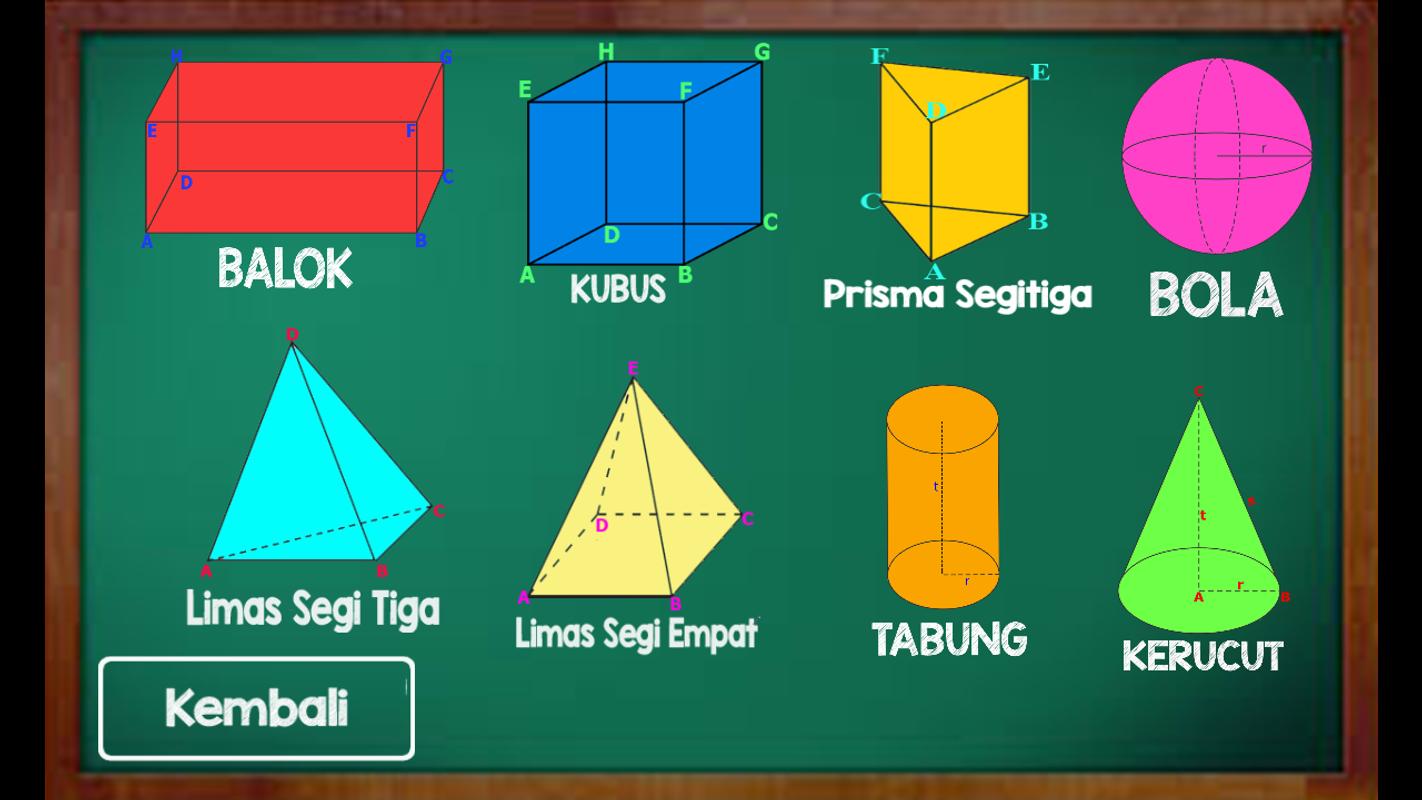 H G
E F
D C
A B
BALOK
H G
E F
D C
A B
KUBUS
F E
D
C B
A
Prisma Segitiga
r
BOLA
D
C
A B
Limas Segi Tiga
E
D C
A B
Limas Segi Empat
t
r
TABUNG
C
s
t
r
A B
KERUCUT
Kembali